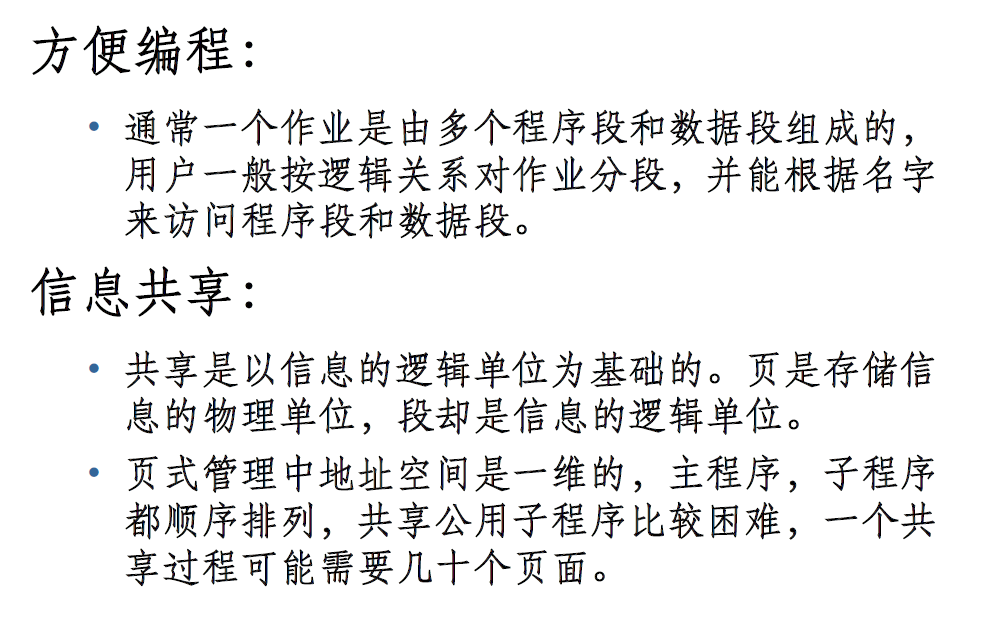 方便编程：
• 通常一个作业是由多个程序段和数据段组成的，
用户一般按逻辑关系对作业分段，并能根据名字
来访问程序段和数据段。
信息共享：
• 共享是以信息的逻辑单位为基础的。页是存储信
息的物理单位，段却是信息的逻辑单位。
• 页式管理中地址空间是一维的，主程序，子程序
都顺序排列，共享公用子程序比较困难，一个共
享过程可能需要几十个页面。